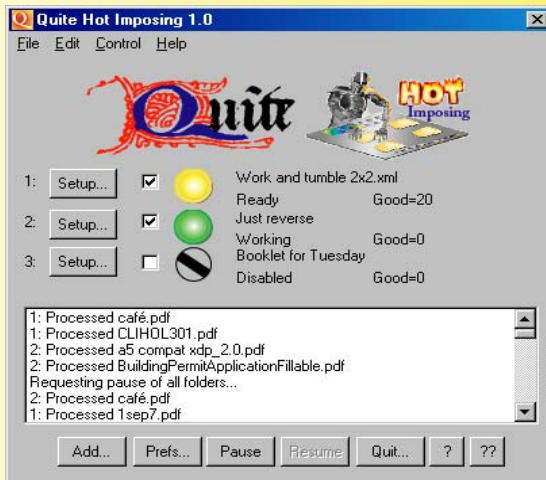 Quite Hot Imposing 1.0
File Edit Control Help
Quite
HOT
Imposing
1: Setup... Work and tumble 2x2.xml
Ready Good=20
2: Setup... Just reverse
Working Good=0
3: Setup... Booklet for Tuesday
Disabled Good=0
1: Processed café.pdf
1: Processed CLIHOL301.pdf
2: Processed a5 compat xdp_2.0.pdf
2: Processed BuildingPermitApplicationFillable.pdf
Requesting pause of all folders...
2: Processed café.pdf
1: Processed 1sep7.pdf
Add... Prefs... Pause Resume Quit... ? ??